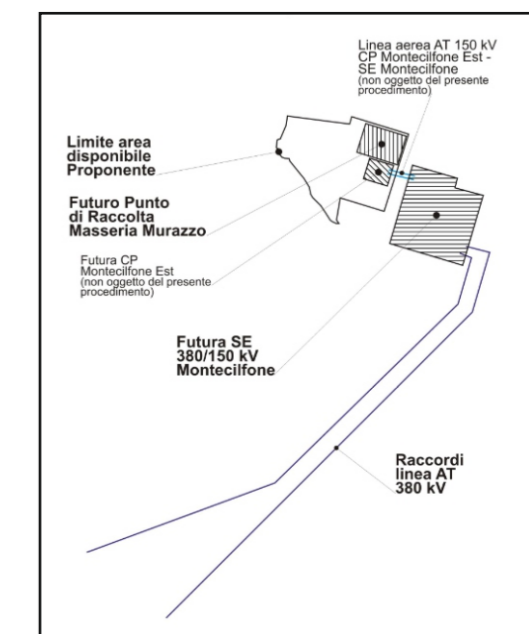 Linea aerea AT 150 kV
CP Montecilfone Est -
SE Montecilfone
(non oggetto del presente
procedimento)
Limite area
disponibile
Proponente
Futuro Punto
di Raccolta
Masseria Murazzo
Futura CP
Montecilfone Est
(non oggetto del presente
procedimento)
Futura SE
380/150 kV
Montecilfone
Raccordi
linea AT
380 kV